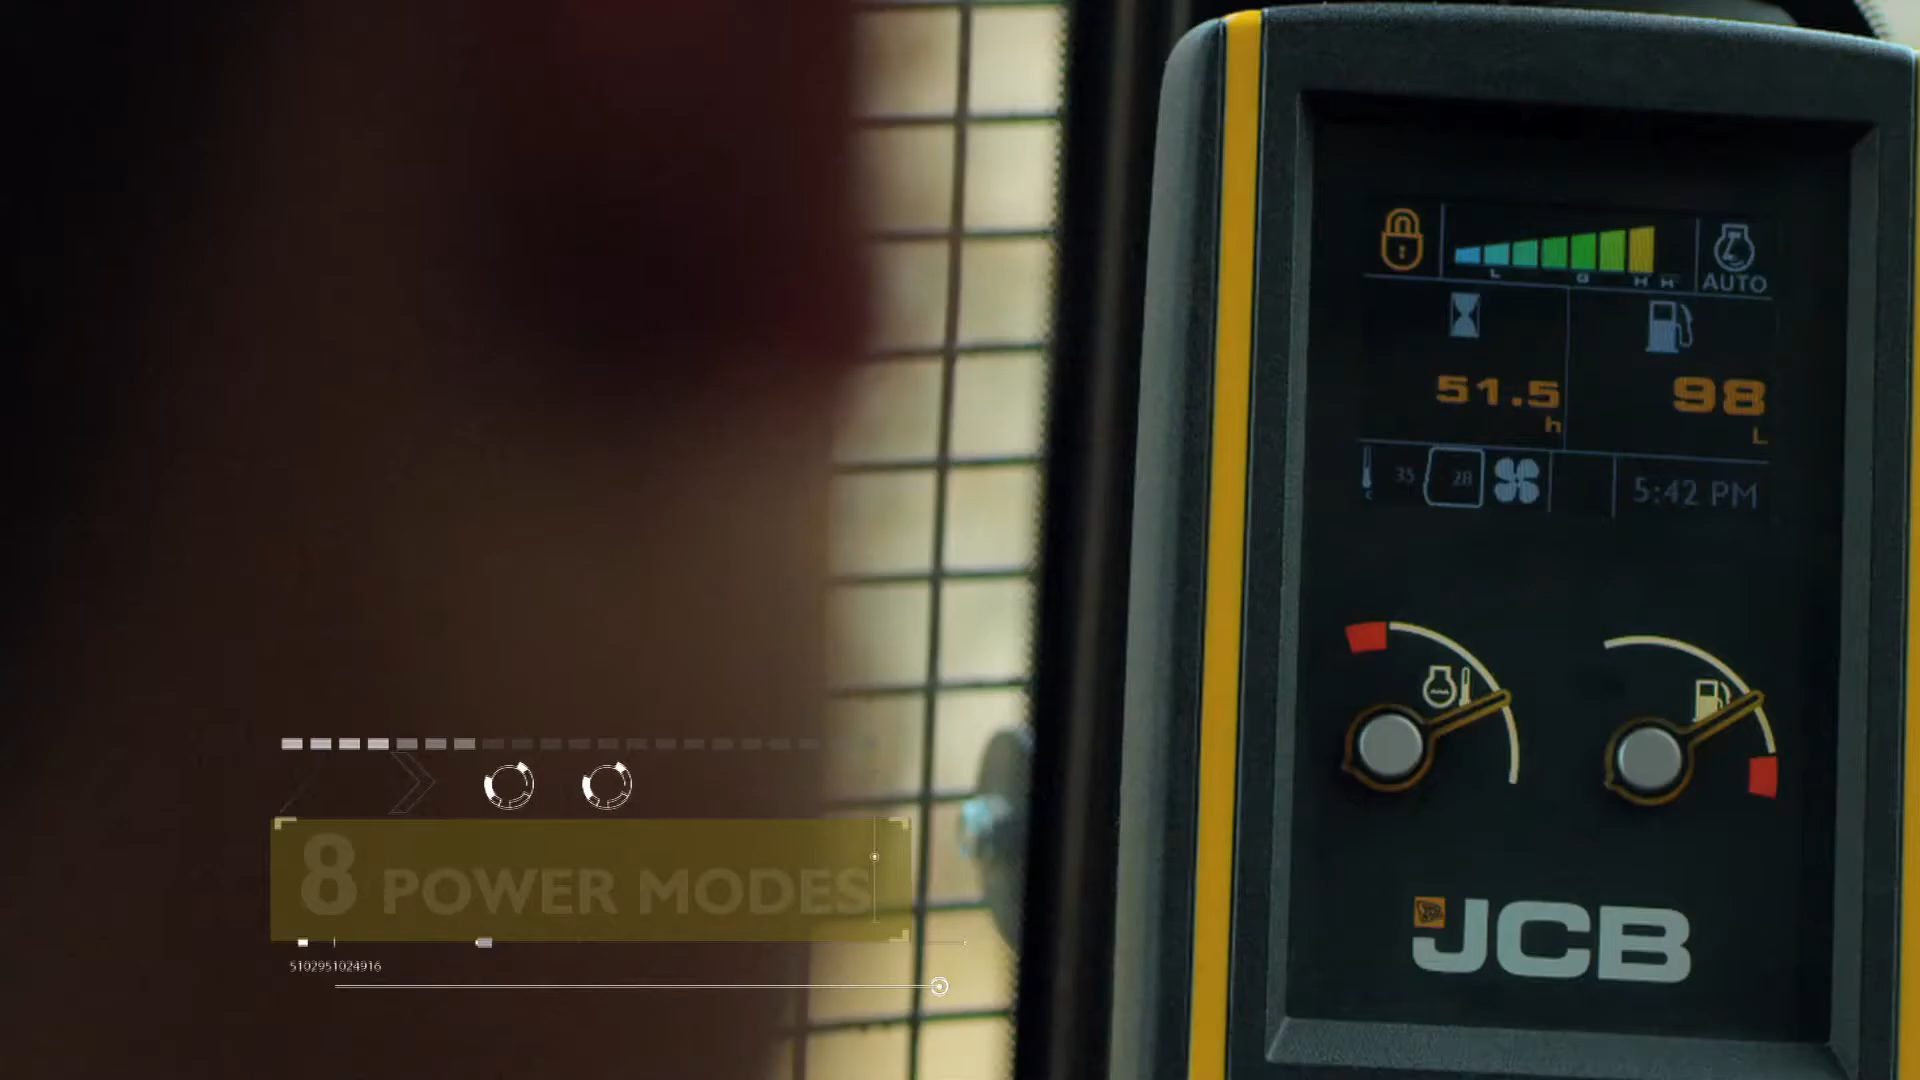 8 POWER MODES
5102951024916
L G H H+
AUTO
51.5
h
98
L
35
28
C
5:42 PM
JCB